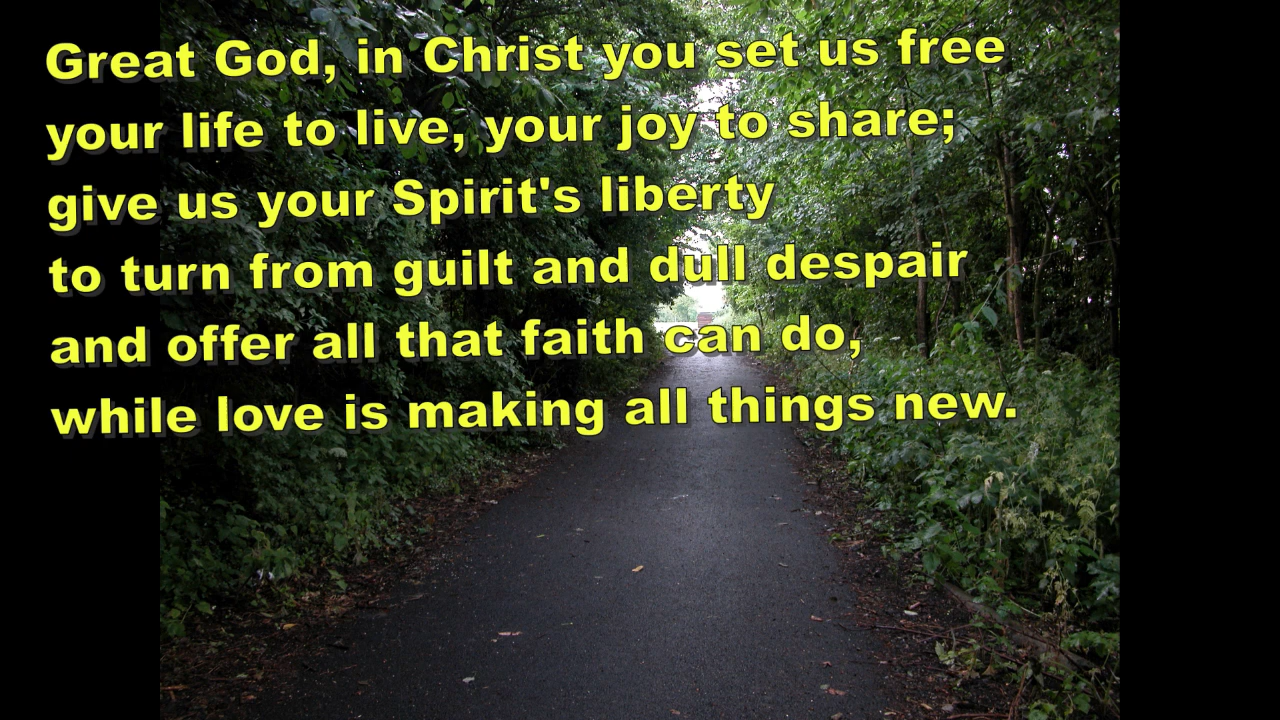 Great God, in Christ you set us free
your life to live, your joy to share;
give us your Spirit's liberty
to turn from guilt and dull despair
and offer all that faith can do,
while love is making all things new.